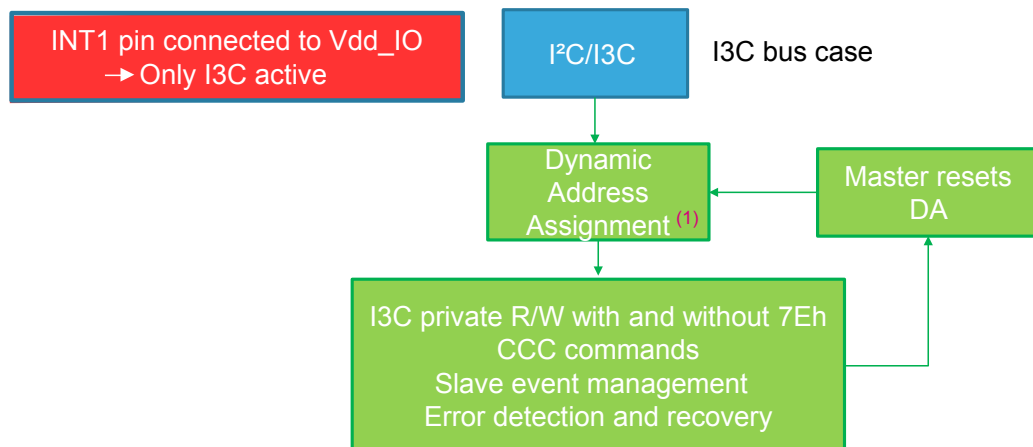 INT1 pin connected to Vdd_IO
→ Only I3C active
I²C/I3C
I3C bus case
Dynamic
Address
Assignment (1)
Master resets
DA
I3C private R/W with and without 7Eh
CCC commands
Slave event management
Error detection and recovery